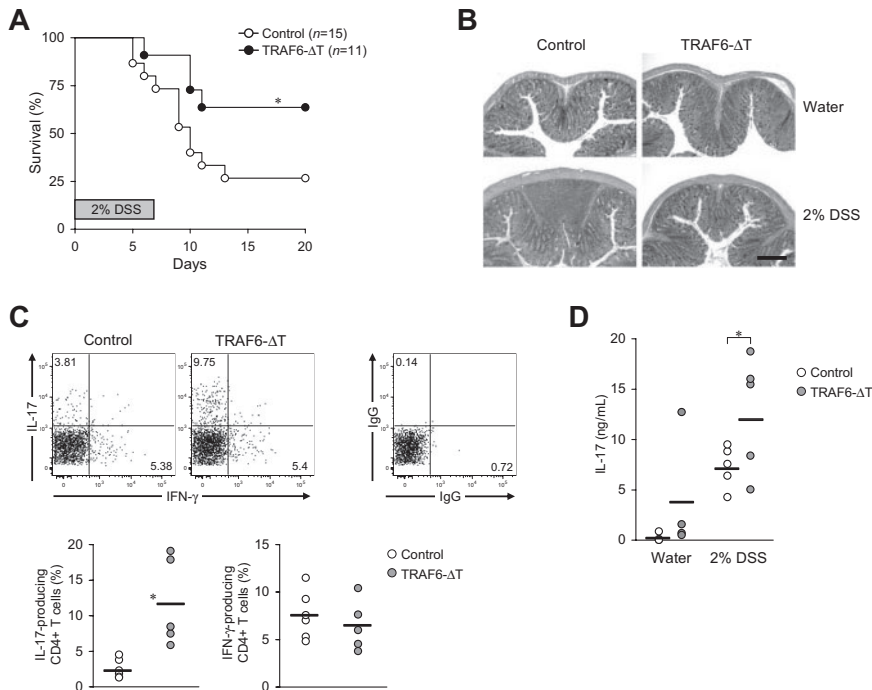 A
Control (n=15)
TRAF6-ΔT (n=11)
100
75
50
25
0
Survival (%)
*
2% DSS
0
5
10
15
20
Days
B
Control
TRAF6-ΔT
Water
2% DSS
C
Control
TRAF6-ΔT
3.81
5.38
9.75
5.4
0.14
0.72
IL-17
IFN-γ
IgG
IgG
20
15
10
5
0
IL-17-producing
CD4+ T cells (%)
*
15
10
5
0
IFN-γ-producing
CD4+ T cells (%)
Control
TRAF6-ΔT
D
20
15
10
5
0
IL-17 (ng/mL)
*
Control
TRAF6-ΔT
Water
2% DSS